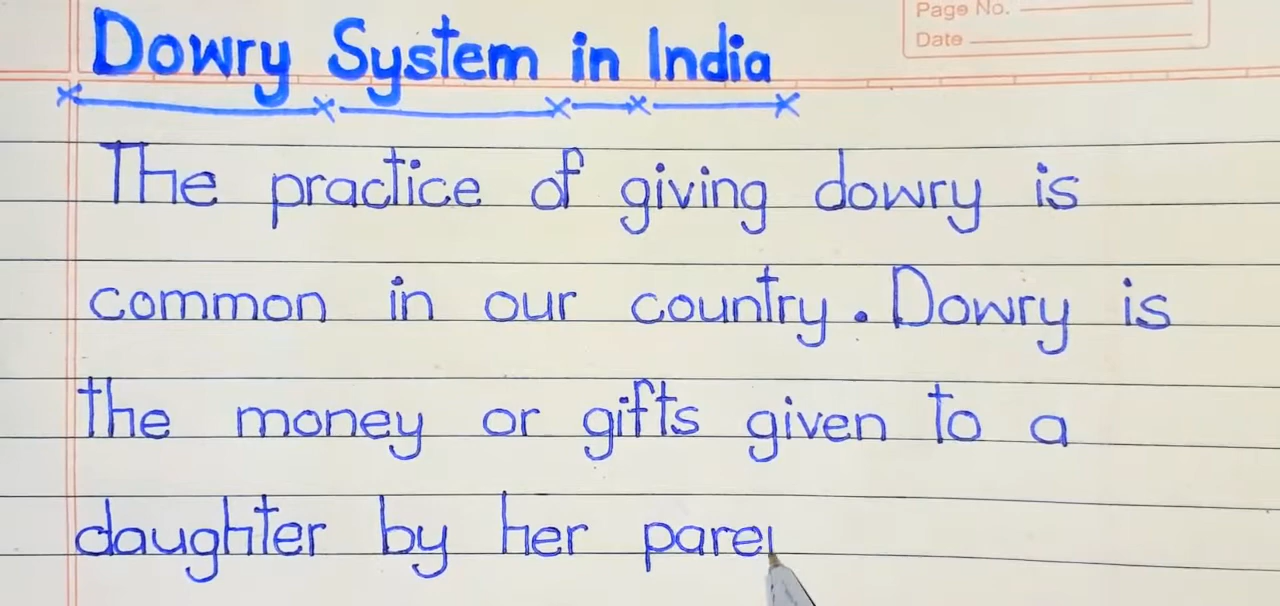 Page No.
Date
Dowry System in India
The practice of giving dowry is
common in our country. Dowry is
the money or gifts given to a
daughter by her pare